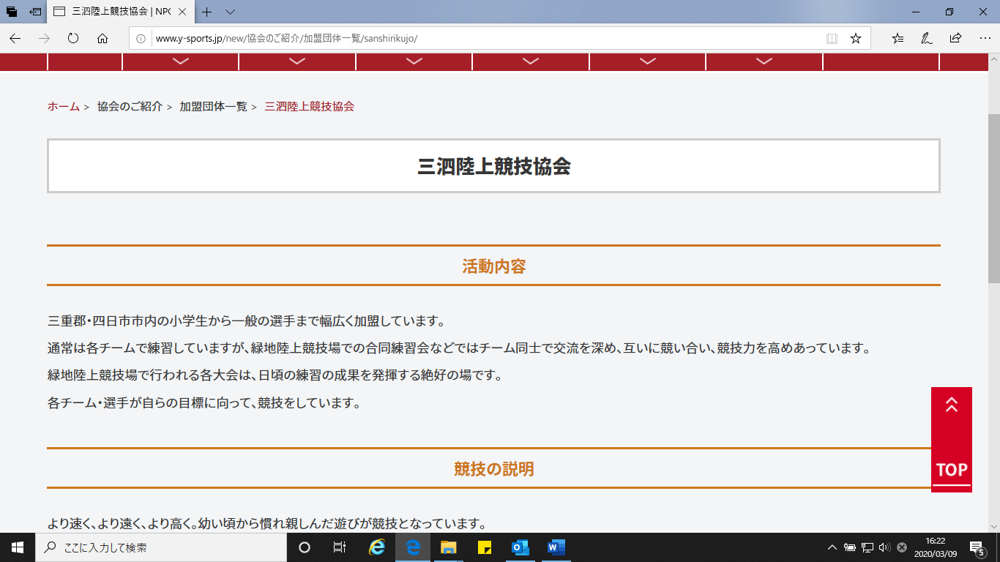 三泗陸上競技協会 | NPO
www.y-sports.jp/new/協会のご紹介/加盟団体一覧/sanshirikujo/
ホーム > 協会のご紹介 > 加盟団体一覧 > 三泗陸上競技協会
三泗陸上競技協会
活動内容
三重郡・四日市市内の小学生から一般の選手まで幅広く加盟しています。
通常は各チームで練習していますが、緑地陸上競技場での合同練習会などではチーム同士で交流を深め、互いに競い合い、競技力を高めあっています。
緑地陸上競技場で行われる各大会は、日頃の練習の成果を発揮する絶好の場です。
各チーム・選手が自らの目標に向って、競技をしています。
TOP
競技の説明
より速く、より遠く、より高く。幼い頃から慣れ親しんだ遊びが競技となっています。
ここに入力して検索
16:22
2020/03/09
5